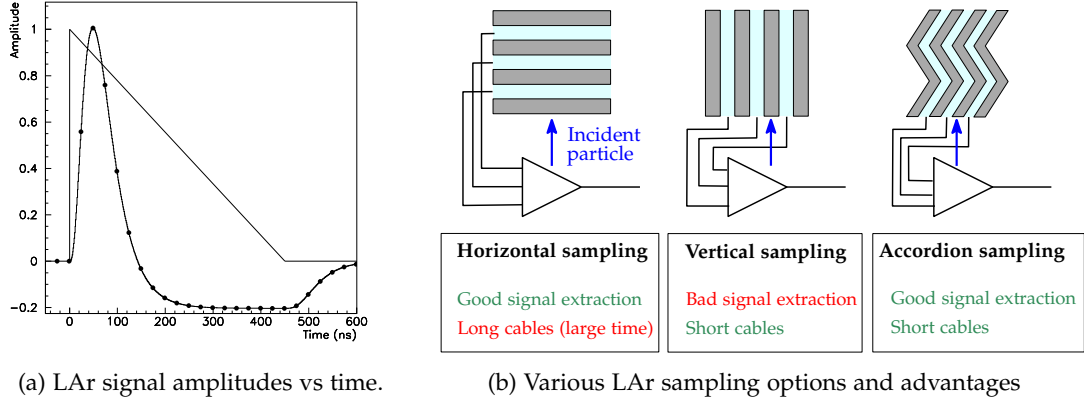 Amplitude
1
0.8
0.6
0.4
0.2
0
-0.2
0 100 200 300 400 500 600
Time (ns)
(a) LAr signal amplitudes vs time.
Incident
particle
Horizontal sampling
Good signal extraction
Long cables (large time)
Vertical sampling
Bad signal extraction
Short cables
Accordion sampling
Good signal extraction
Short cables
(b) Various LAr sampling options and advantages